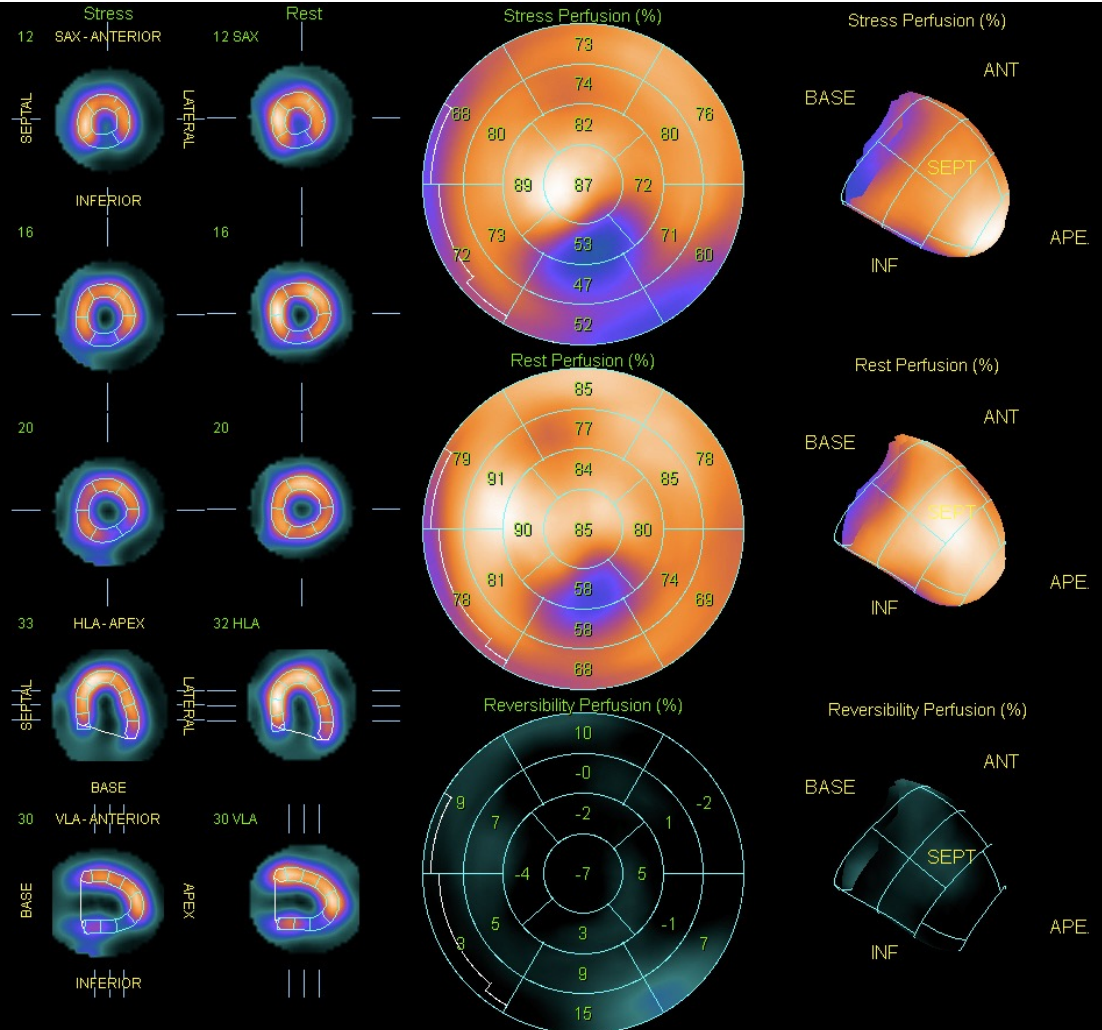 Stress
Rest
12
SAX-ANTERIOR
12 SAX
SEPTAL
LATERAL
INFERIOR
16
16
20
20
33
HLA-APEX
32 HLA
SEPTAL
LATERAL
BASE
30
VLA-ANTERIOR
30 VLA
BASE
APEX
INFERIOR
Stress Perfusion (%)
73
74
68
82
76
80
80
89
87
72
73
71
72
53
60
47
52
Rest Perfusion (%)
85
77
79
84
78
91
85
90
85
80
81
74
78
58
69
58
68
Reversibility Perfusion (%)
10
-0
9
-2
-2
7
1
-4
-7
5
5
-1
3
3
7
9
15
Stress Perfusion (%)
ANT
BASE
SEPT
APE.
INF
Rest Perfusion (%)
ANT
BASE
SEPT
APE.
INF
Reversibility Perfusion (%)
ANT
BASE
SEPT
APE.
INF